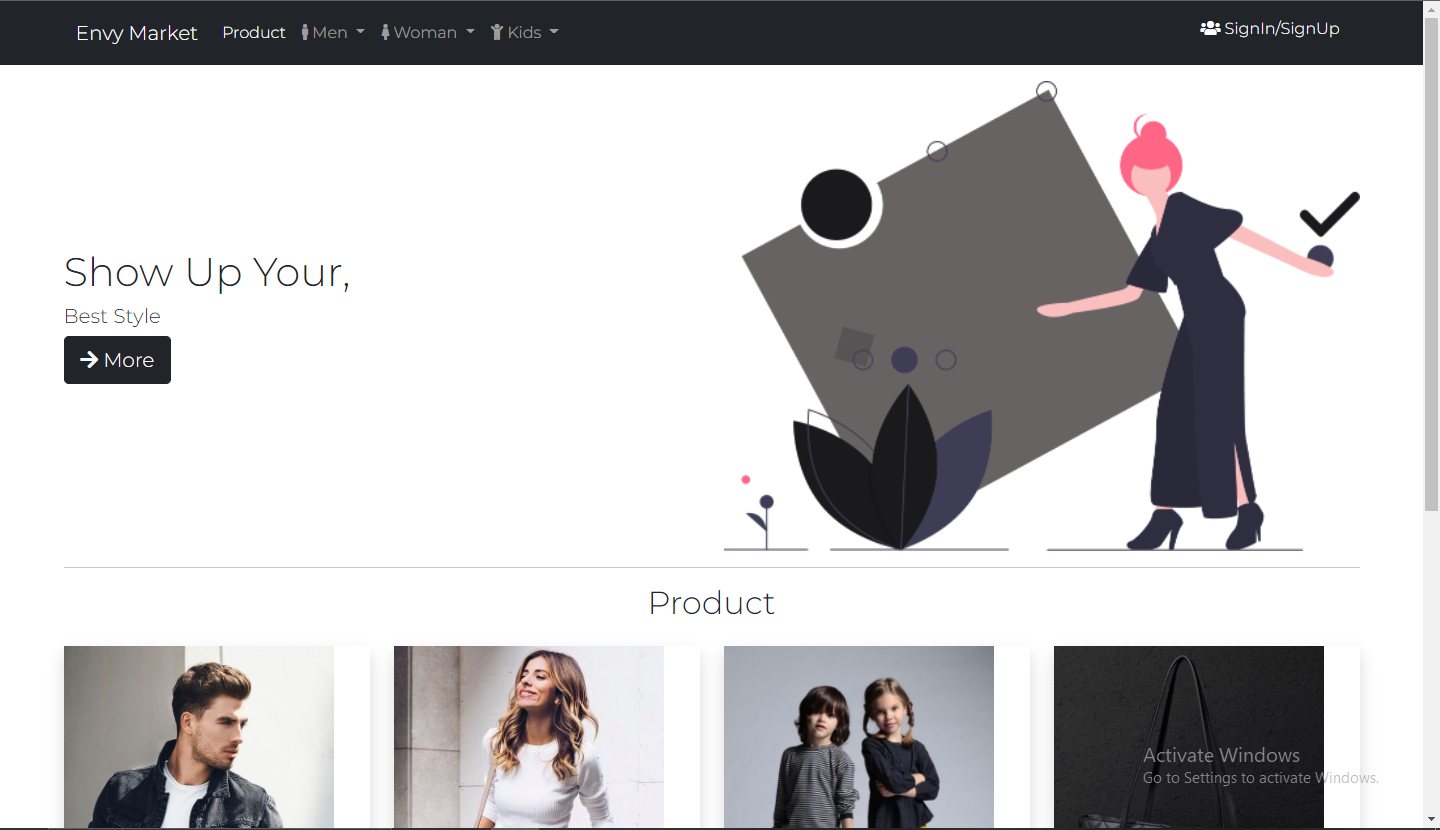 Envy Market Product Men Woman Kids SignIn/SignUp
Show Up Your,
Best Style
More
Product
Activate Windows
Go to Settings to activate Windows.